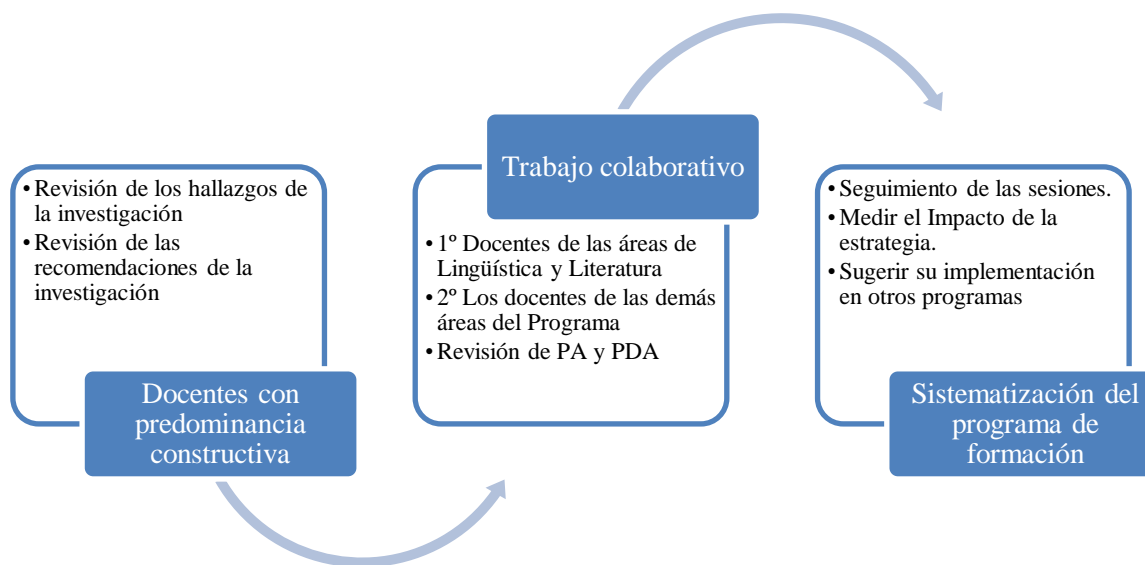 • Revisión de los hallazgos de
la investigación
• Revisión de las
recomendaciones de la
investigación
Docentes con
predominancia
constructiva
Trabajo colaborativo
• 1º Docentes de las áreas de
Lingüística y Literatura
• 2º Los docentes de las demás
áreas del Programa
• Revisión de PA y PDA
• Seguimiento de las sesiones.
• Medir el Impacto de la
estrategia.
• Sugerir su implementación
en otros programas
Sistematización del
programa de
formación